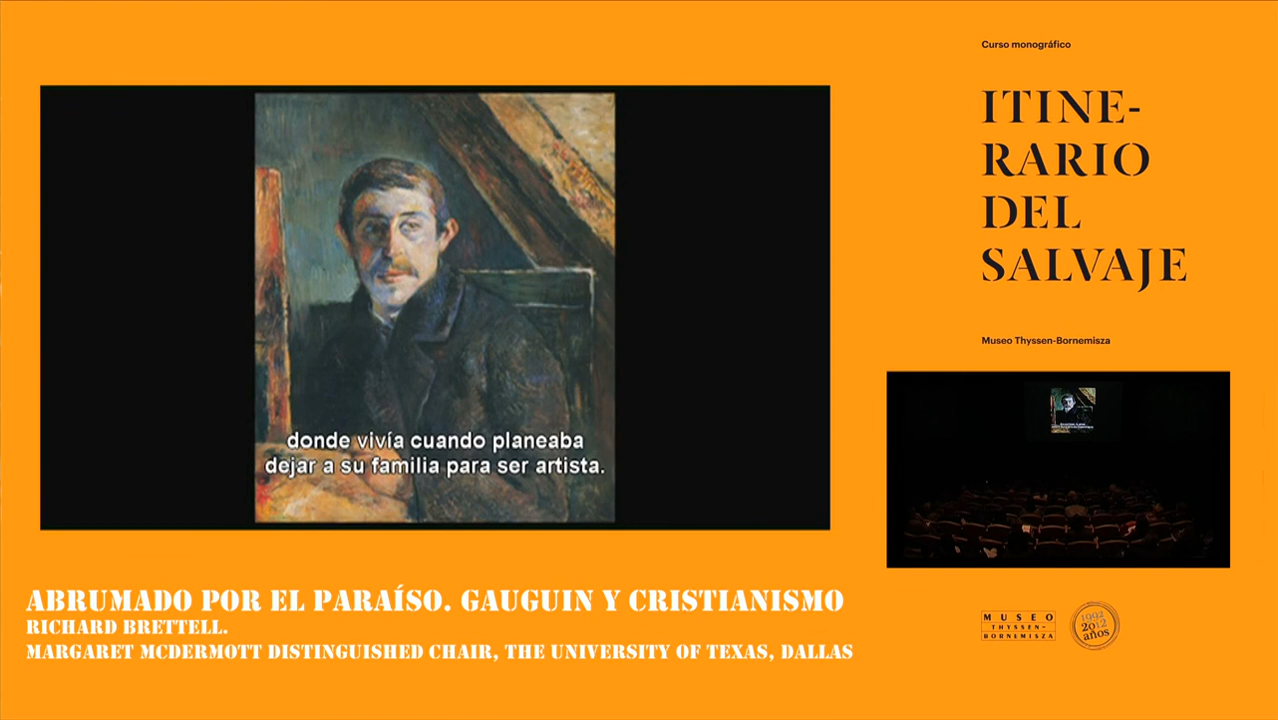 Curso monográfico
ITINE-
RARIO
DEL
SALVAJE
Museo Thyssen-Bornemisza
donde vivía cuando planeaba
dejar a su familia para ser artista.
ABRUMADO POR EL PARAÍSO. GAUGUIN Y CRISTIANISMO
RICHARD BRETTELL.
MARGARET MCDERMOTT DISTINGUISHED CHAIR, THE UNIVERSITY OF TEXAS, DALLAS
MUSEO
THYSSEN-
BORNEMISZA
1992
2012
años